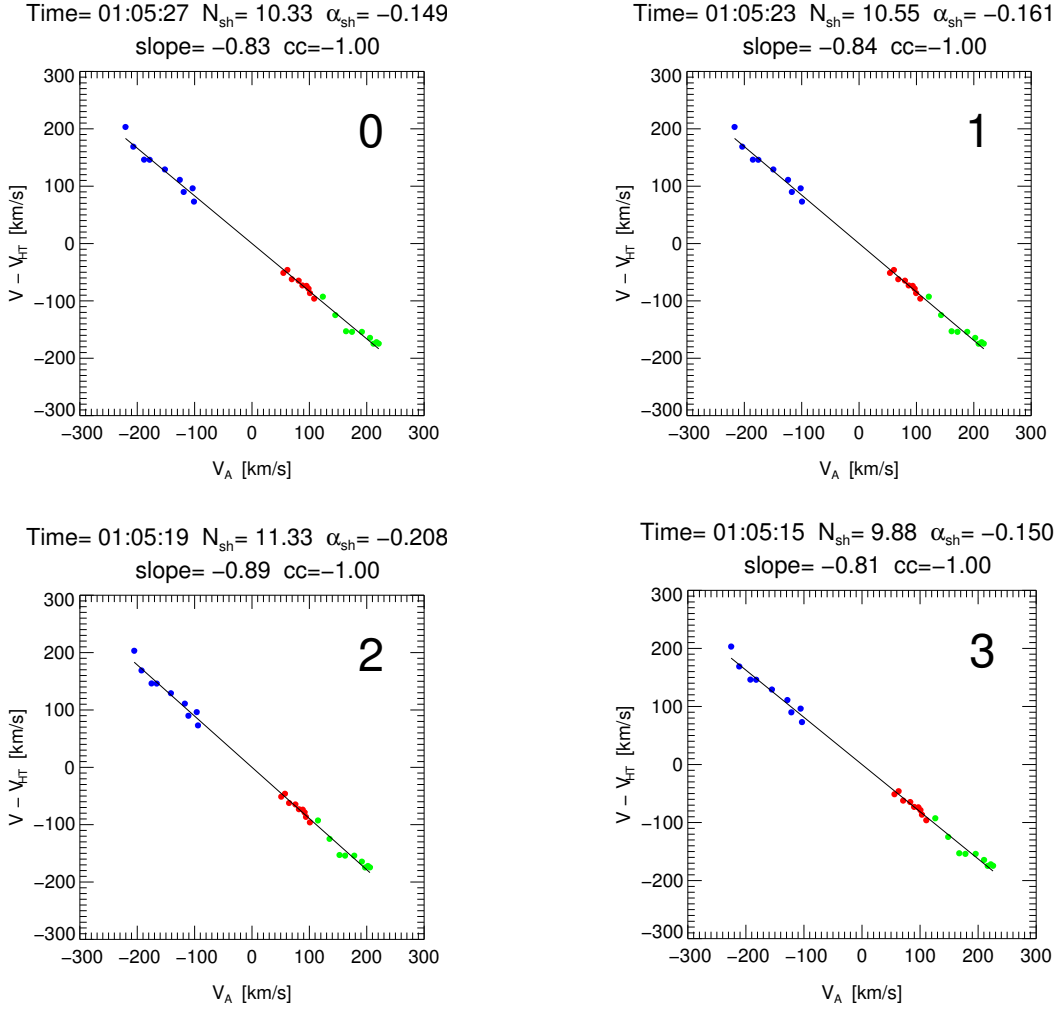 Time= 01:05:27 N_sh= 10.33 α_sh= −0.149
slope= −0.83 cc=−1.00
300
200
100
0
−100
−200
−300
V − V_HT [km/s]
0
−300 −200 −100 0 100 200 300
V_A [km/s]
Time= 01:05:23 N_sh= 10.55 α_sh= −0.161
slope= −0.84 cc=−1.00
300
200
100
0
−100
−200
−300
V − V_HT [km/s]
1
−300 −200 −100 0 100 200 300
V_A [km/s]
Time= 01:05:19 N_sh= 11.33 α_sh= −0.208
slope= −0.89 cc=−1.00
300
200
100
0
−100
−200
−300
V − V_HT [km/s]
2
−300 −200 −100 0 100 200 300
V_A [km/s]
Time= 01:05:15 N_sh= 9.88 α_sh= −0.150
slope= −0.81 cc=−1.00
300
200
100
0
−100
−200
−300
V − V_HT [km/s]
3
−300 −200 −100 0 100 200 300
V_A [km/s]